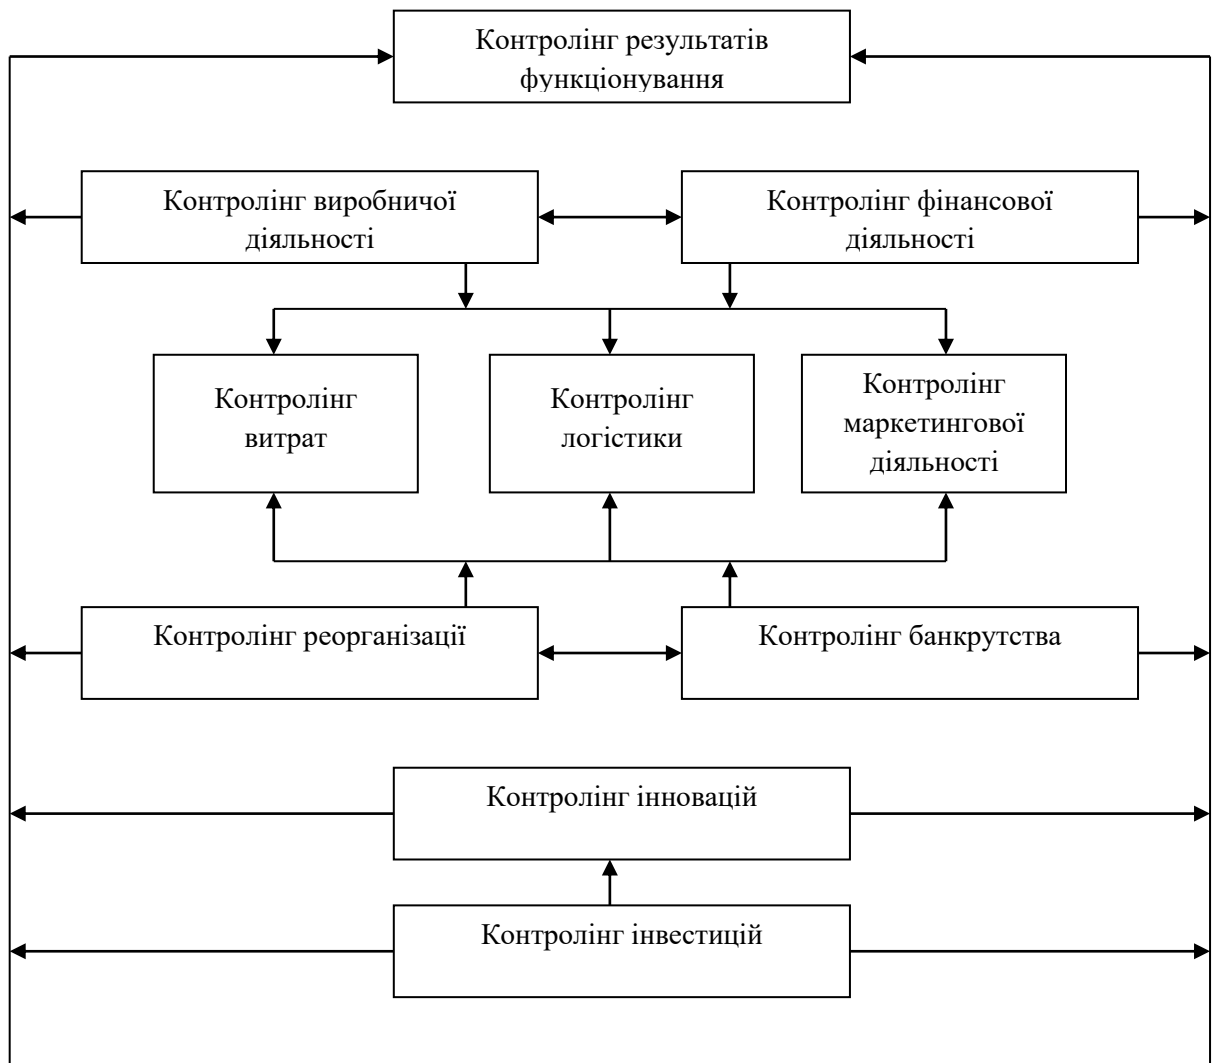 Контролінг результатів
функціонування
Контролінг виробничої
діяльності
Контролінг фінансової
діяльності
Контролінг
витрат
Контролінг
логістики
Контролінг
маркетингової
діяльності
Контролінг реорганізації
Контролінг банкрутства
Контролінг інновацій
Контролінг інвестицій